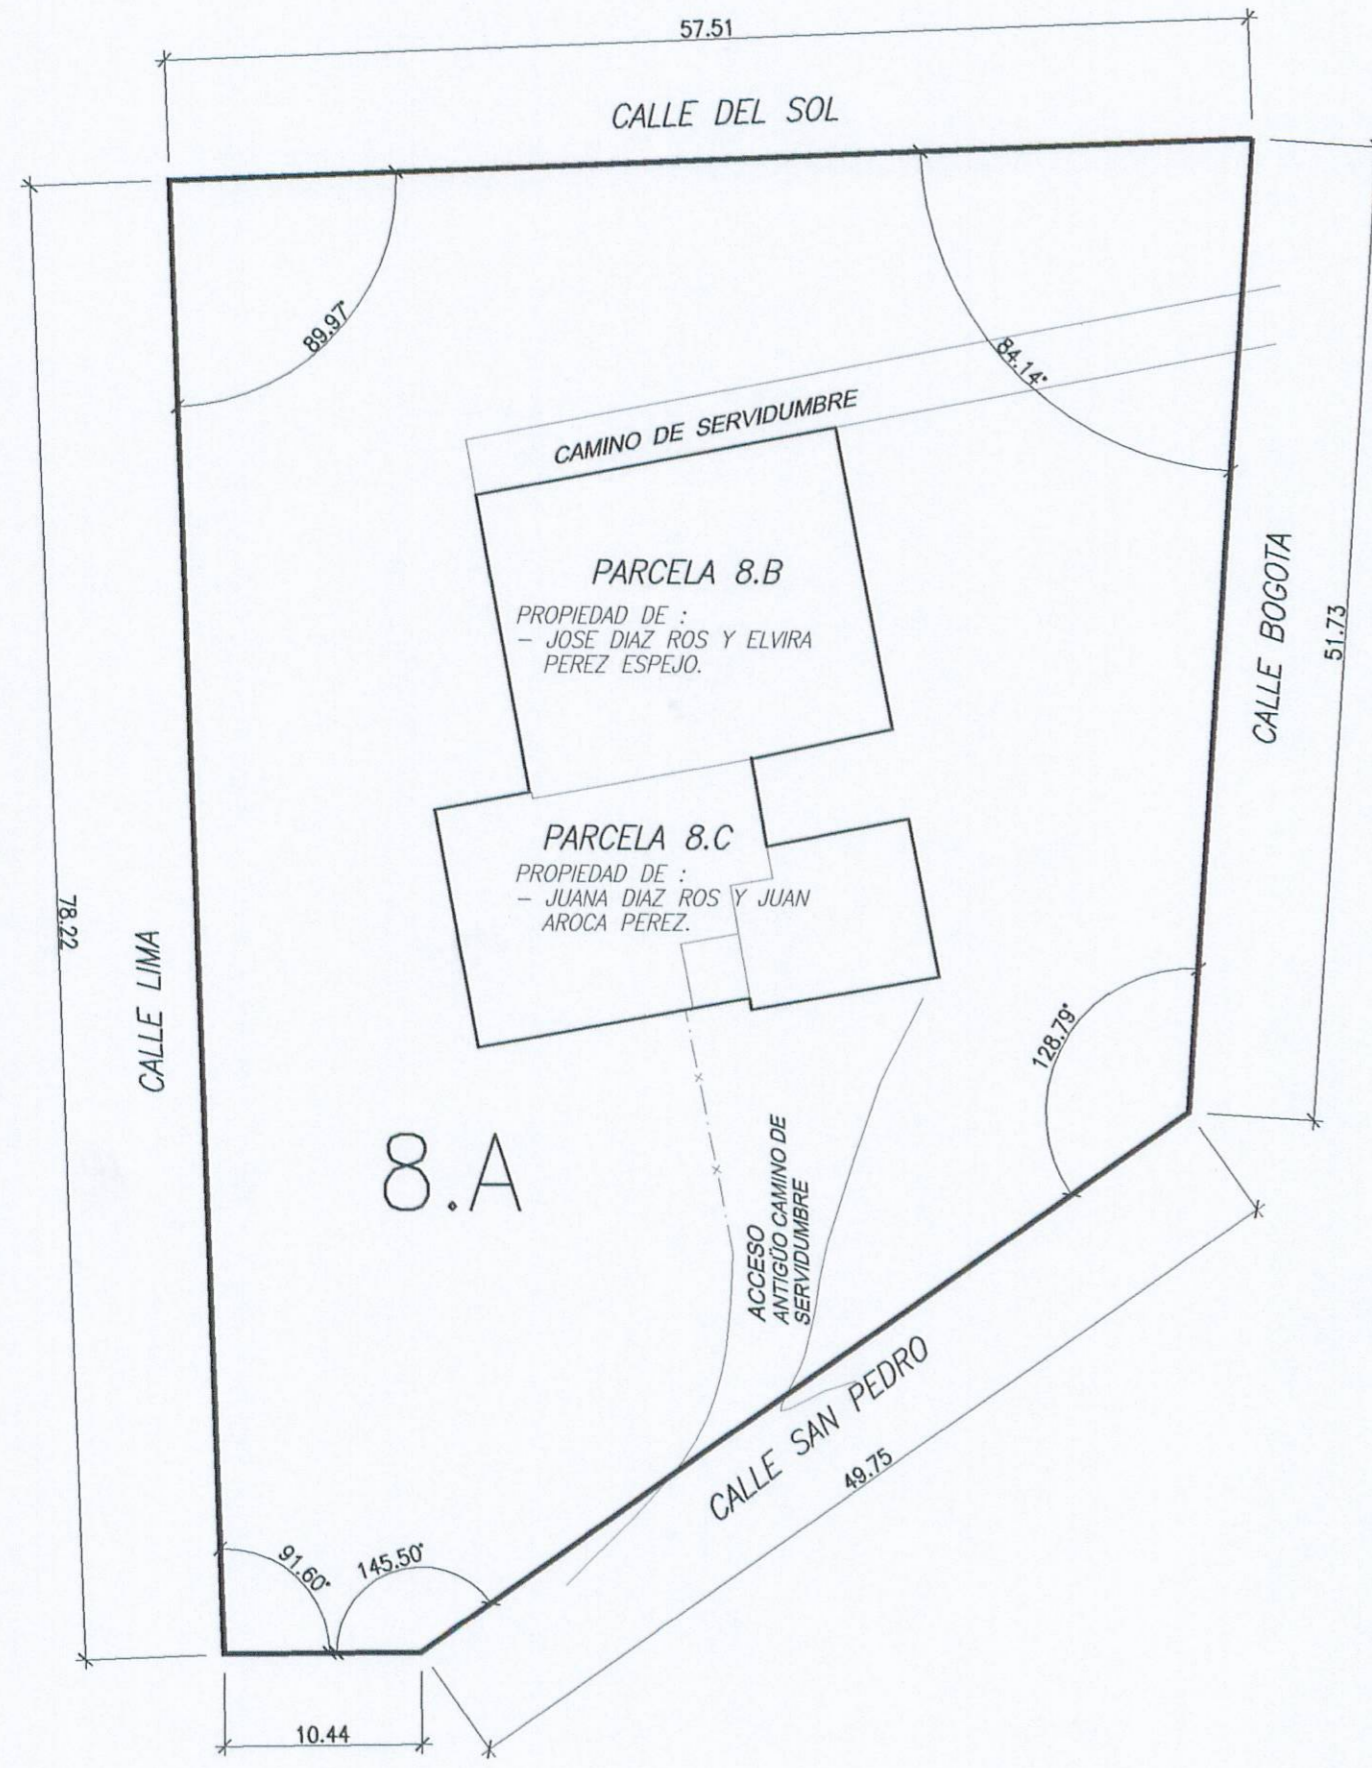 57.51
CALLE DEL SOL
89.97°
84.14°
CAMINO DE SERVIDUMBRE
PARCELA 8.B
PROPIEDAD DE :
– JOSE DIAZ ROS Y ELVIRA
PEREZ ESPEJO.
CALLE BOGOTA
51.73
PARCELA 8.C
PROPIEDAD DE :
– JUANA DIAZ ROS Y JUAN
AROCA PEREZ.
78.22
CALLE LIMA
128.79°
8.A
ACCESO
ANTIGÜO CAMINO DE
SERVIDUMBRE
CALLE SAN PEDRO
49.75
91.60°
145.50°
10.44